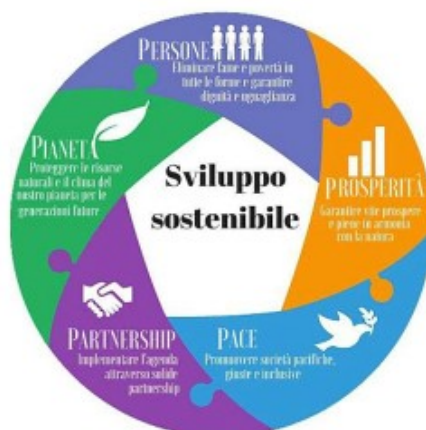 PERSONE
Eliminare fame e povertà in
tutte le forme e garantire
dignità e uguaglianza
PIANETA
Proteggere le risorse
naturali e il clima del
nostro pianeta per le
generazioni future
Sviluppo
sostenibile
PROSPERITÀ
Garantire vite prospere
e piene in armonia
con la natura
PARTNERSHIP
Implementare l'agenda
attraverso solide
partnership
PACE
Promuovere società pacifiche,
giuste e inclusive